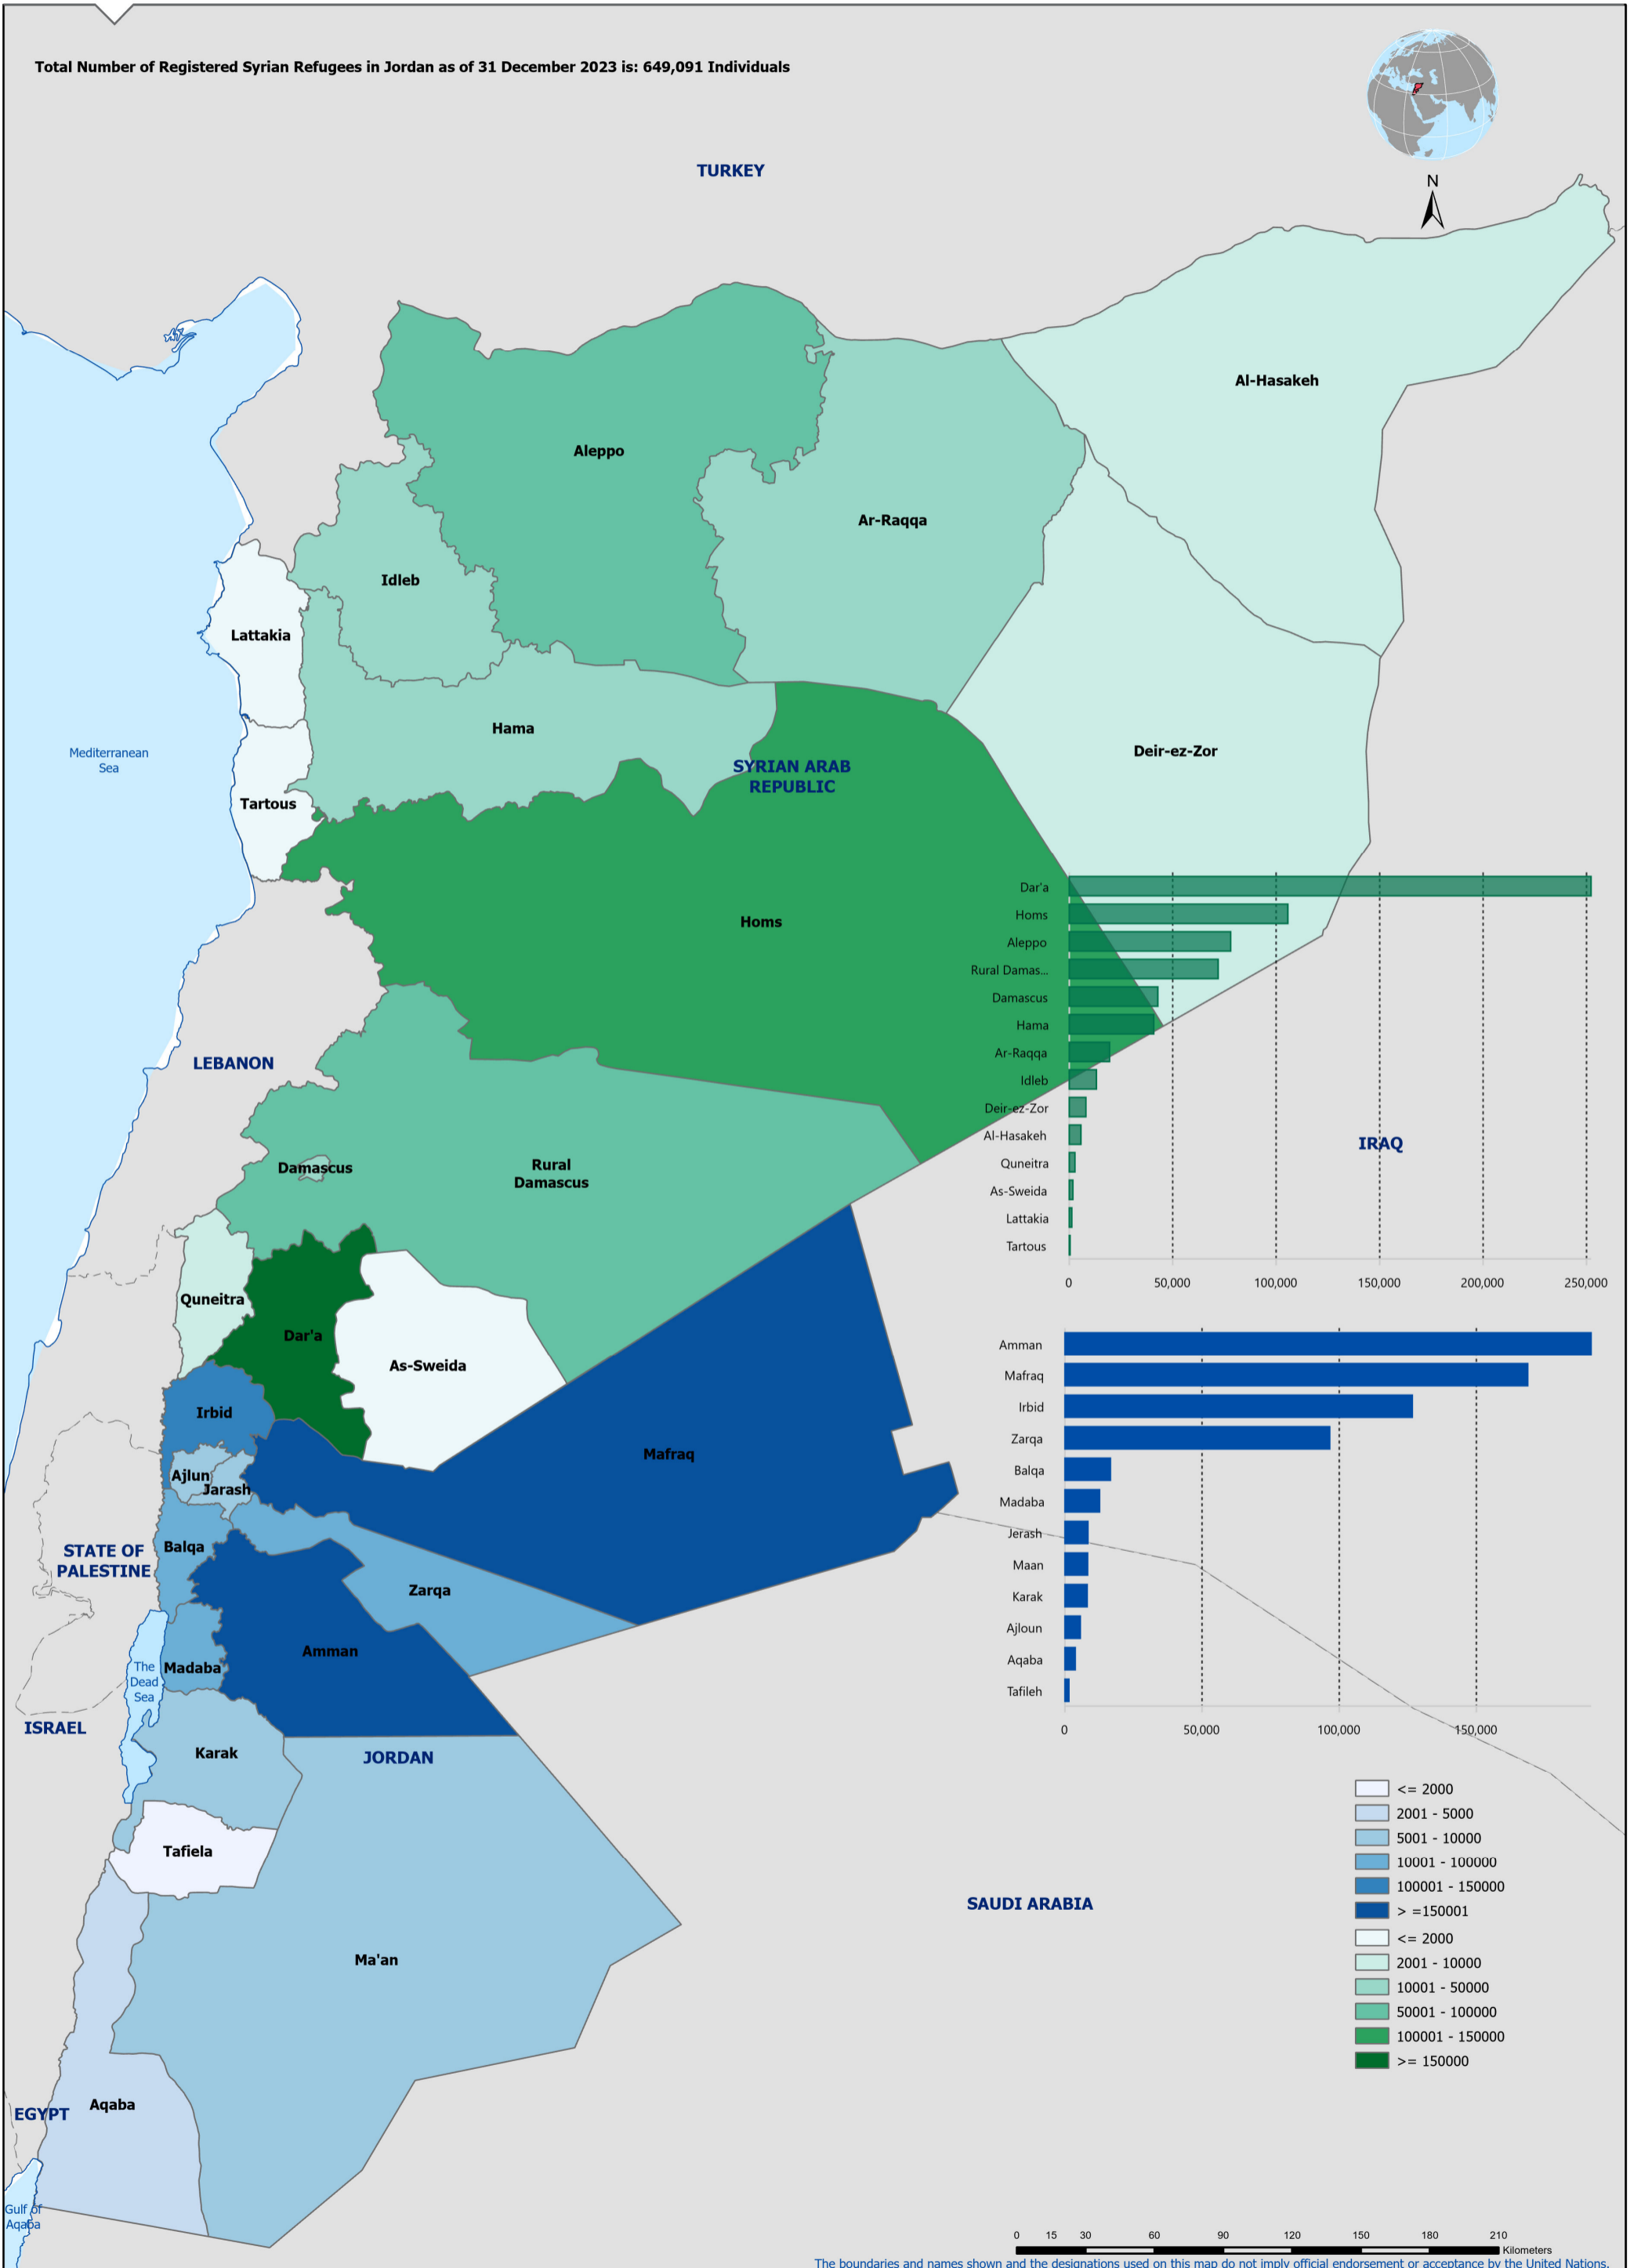 Total Number of Registered Syrian Refugees in Jordan as of 31 December 2023 is: 649,091 Individuals
N
TURKEY
Al-Hasakeh
Aleppo
Ar-Raqqa
Idleb
Lattakia
Hama
Deir-ez-Zor
Mediterranean
Sea
SYRIAN ARAB
REPUBLIC
Tartous
Homs
LEBANON
Damascus
Rural
Damascus
Quneitra
Dar'a
As-Sweida
IRAQ
Dar'a
Homs
Aleppo
Rural Damas...
Damascus
Hama
Ar-Raqqa
Idleb
Deir-ez-Zor
Al-Hasakeh
Quneitra
As-Sweida
Lattakia
Tartous
0 50,000 100,000 150,000 200,000 250,000
Irbid
Mafraq
Ajlun
Jarash
Balqa
STATE OF
PALESTINE
Zarqa
Amman
Madaba
The
Dead
Sea
ISRAEL
Karak
JORDAN
Tafiela
Ma'an
Aqaba
EGYPT
Gulf of
Aqaba
SAUDI ARABIA
Amman
Mafraq
Irbid
Zarqa
Balqa
Madaba
Jerash
Maan
Karak
Ajloun
Aqaba
Tafileh
0 50,000 100,000 150,000
<= 2000
2001 - 5000
5001 - 10000
10001 - 100000
100001 - 150000
> =150001
<= 2000
2001 - 10000
10001 - 50000
50001 - 100000
100001 - 150000
>= 150000
0 15 30 60 90 120 150 180 210
Kilometers
The boundaries and names shown and the designations used on this map do not imply official endorsement or acceptance by the United Nations.